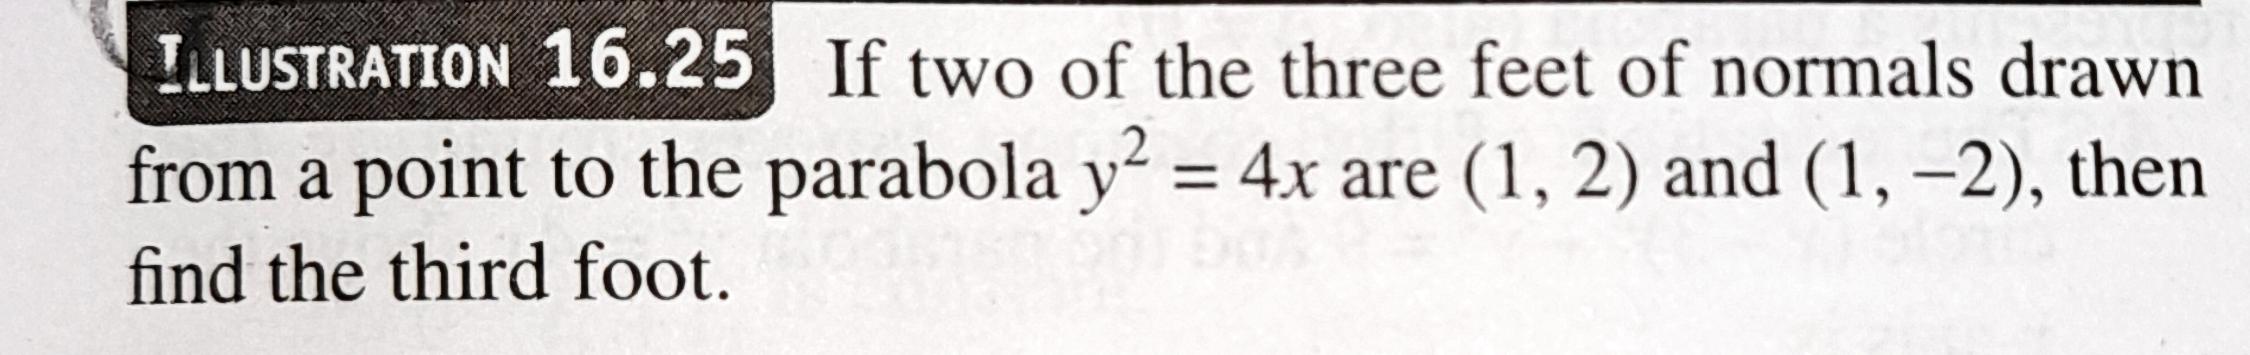 ILLUSTRATION 16.25 If two of the three feet of normals drawn
from a point to the parabola y² = 4x are (1, 2) and (1, –2), then
find the third foot.